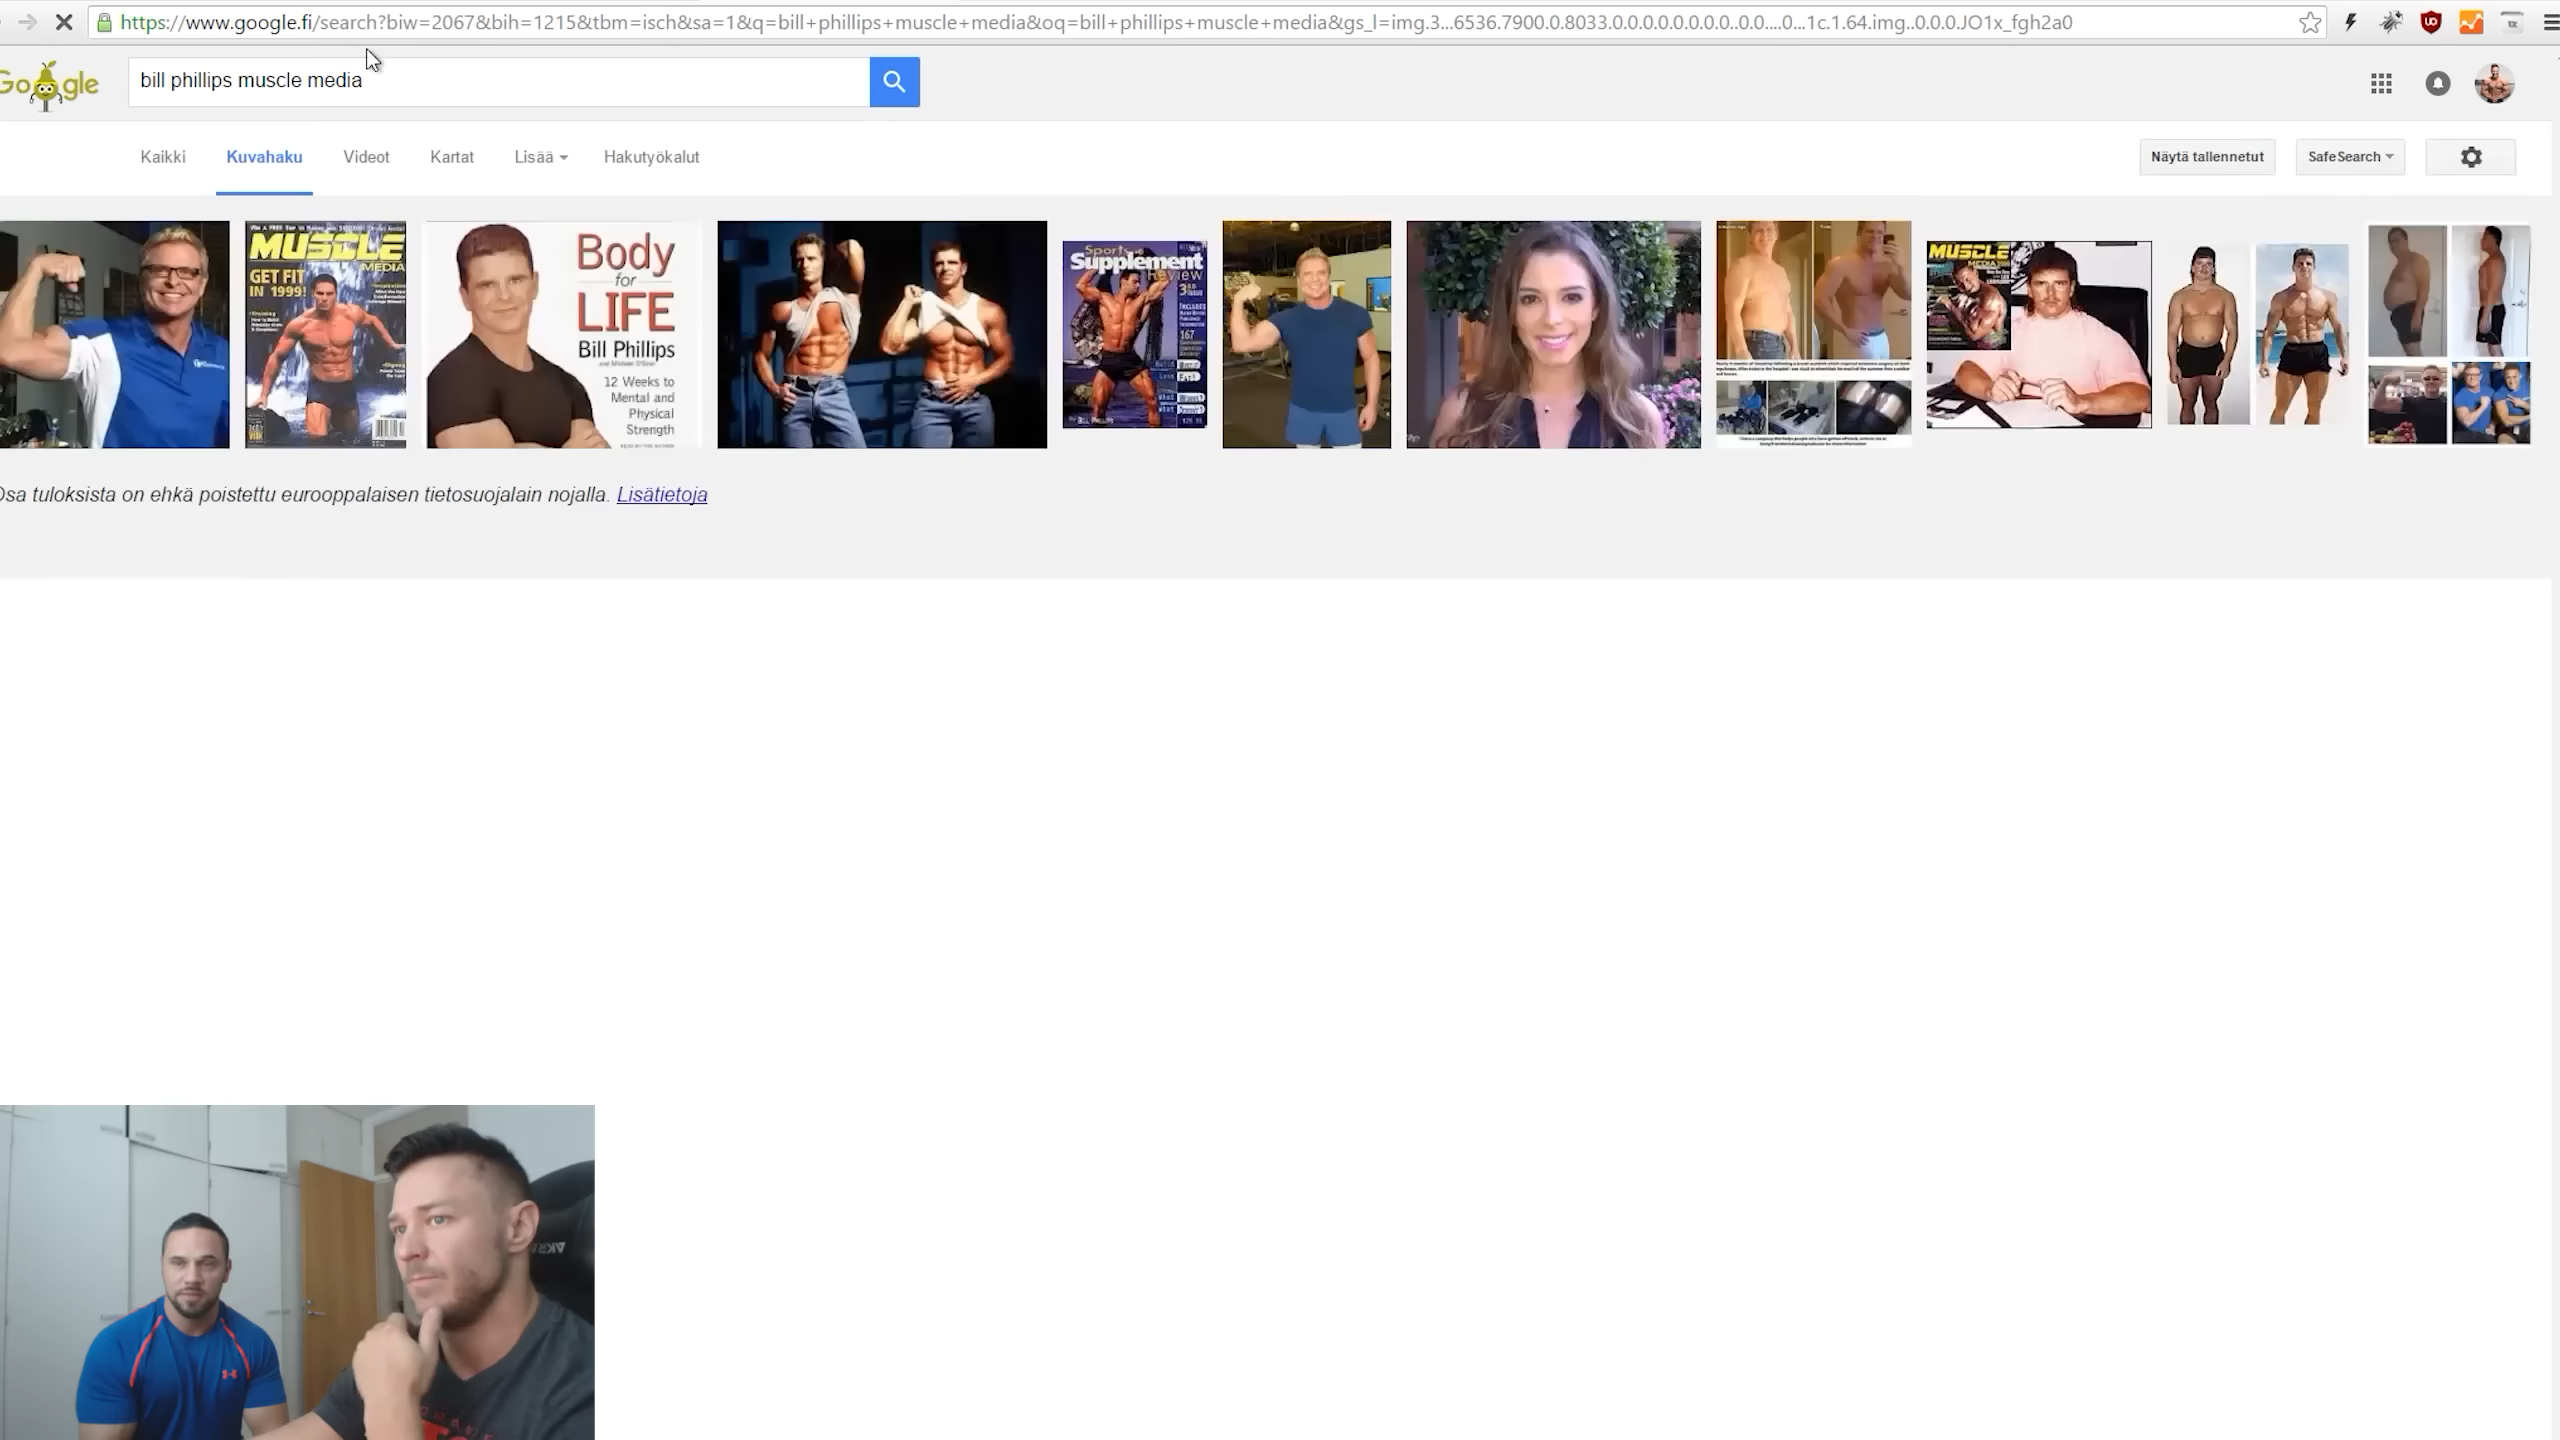 https://www.google.fi/search?biw=2067&bih=1215&tbm=isch&sa=1&q=bill+phillips+muscle+media&oq=bill+phillips+muscle+media&gs_l=img.3...6536.7900.0.8033.0.0.0.0.0.0.0.0..0.0....0...1c.1.64.img..0.0.0.JO1x_fgh2a0
Google
bill phillips muscle media
Kaikki
Kuvahaku
Videot
Kartat
Lisää
Hakutyökalut
Näytä tallennetut
SafeSearch
MUSCLE
MEDIA
GET FIT
IN 1999!
Body
for
LIFE
Bill Phillips
12 Weeks to
Mental and
Physical
Strength
Sports
Supplement
Review
MUSCLE
Osa tuloksista on ehkä poistettu eurooppalaisen tietosuojalain nojalla. Lisätietoja